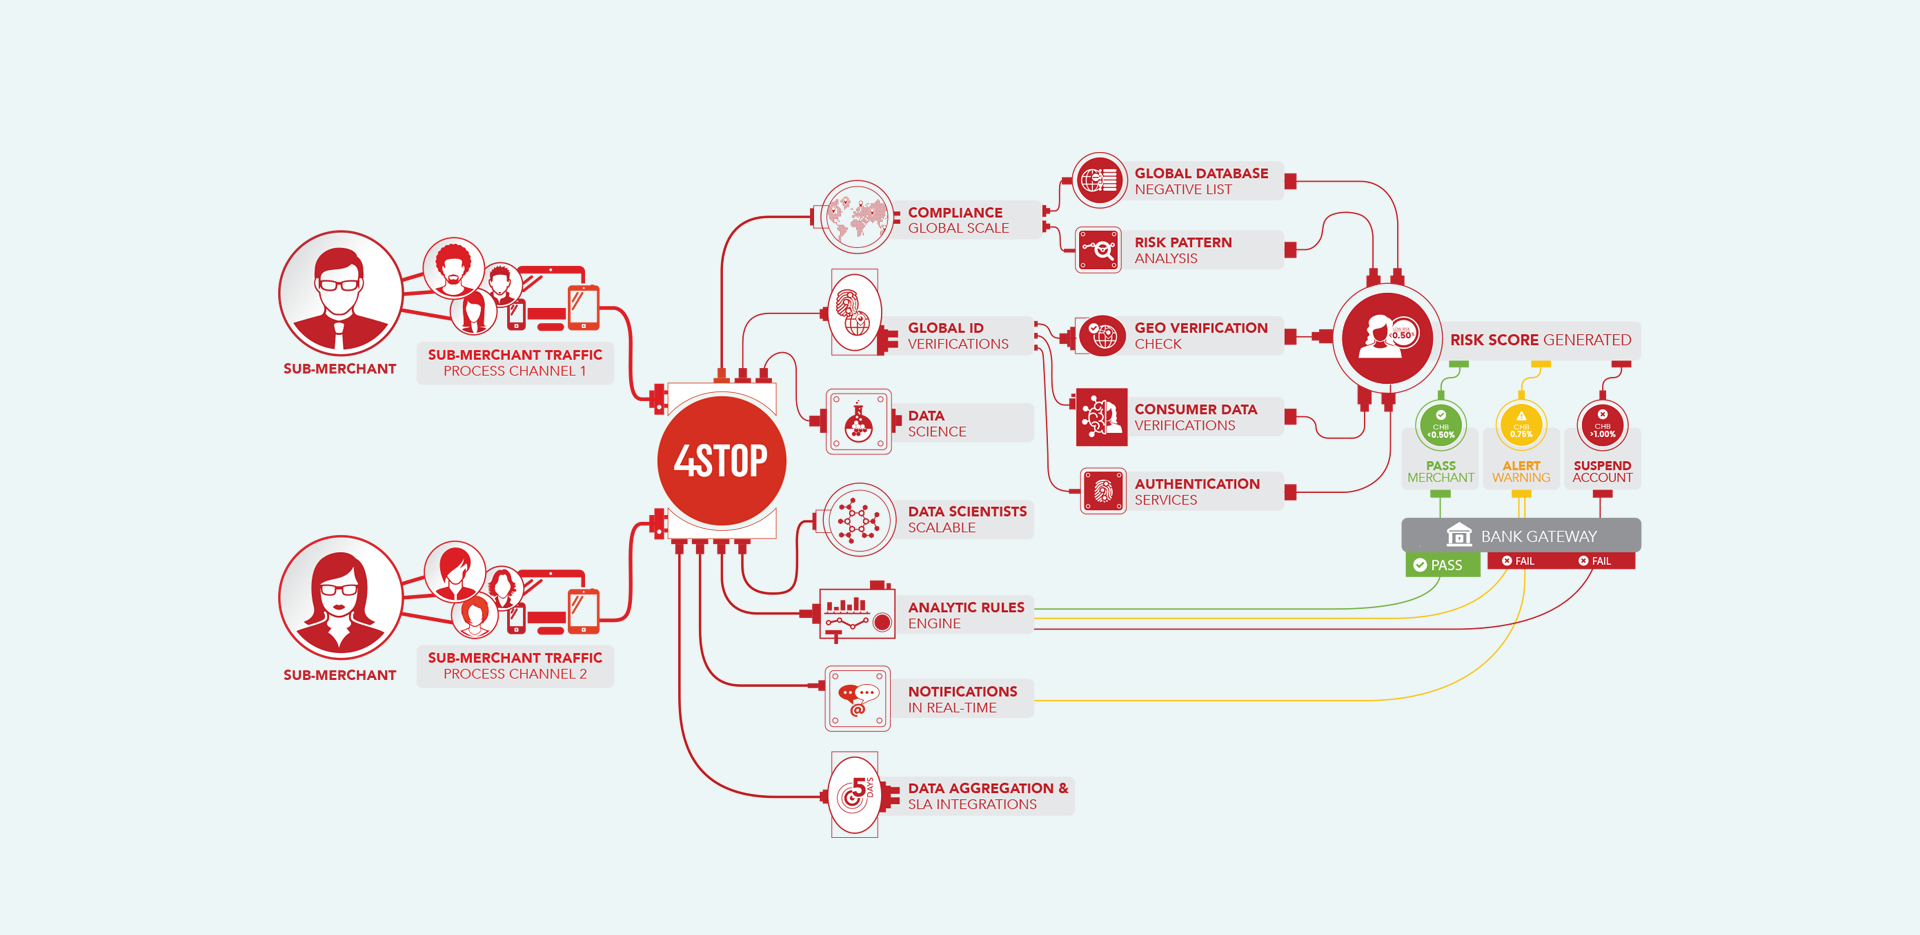 SUB-MERCHANT
SUB-MERCHANT TRAFFIC
PROCESS CHANNEL 1
SUB-MERCHANT
SUB-MERCHANT TRAFFIC
PROCESS CHANNEL 2
4STOP
COMPLIANCE
GLOBAL SCALE
GLOBAL ID
VERIFICATIONS
DATA
SCIENCE
DATA SCIENTISTS
SCALABLE
ANALYTIC RULES
ENGINE
NOTIFICATIONS
IN REAL-TIME
@
5
DAYS
DATA AGGREGATION &
SLA INTEGRATIONS
GLOBAL DATABASE
NEGATIVE LIST
RISK PATTERN
ANALYSIS
GEO VERIFICATION
CHECK
CONSUMER DATA
VERIFICATIONS
AUTHENTICATION
SERVICES
<0.50
RISK SCORE GENERATED
CHB
<0.50%
PASS
MERCHANT
CHB
0.75%
ALERT
WARNING
CHB
>1.00%
SUSPEND
ACCOUNT
BANK GATEWAY
PASS
FAIL
FAIL